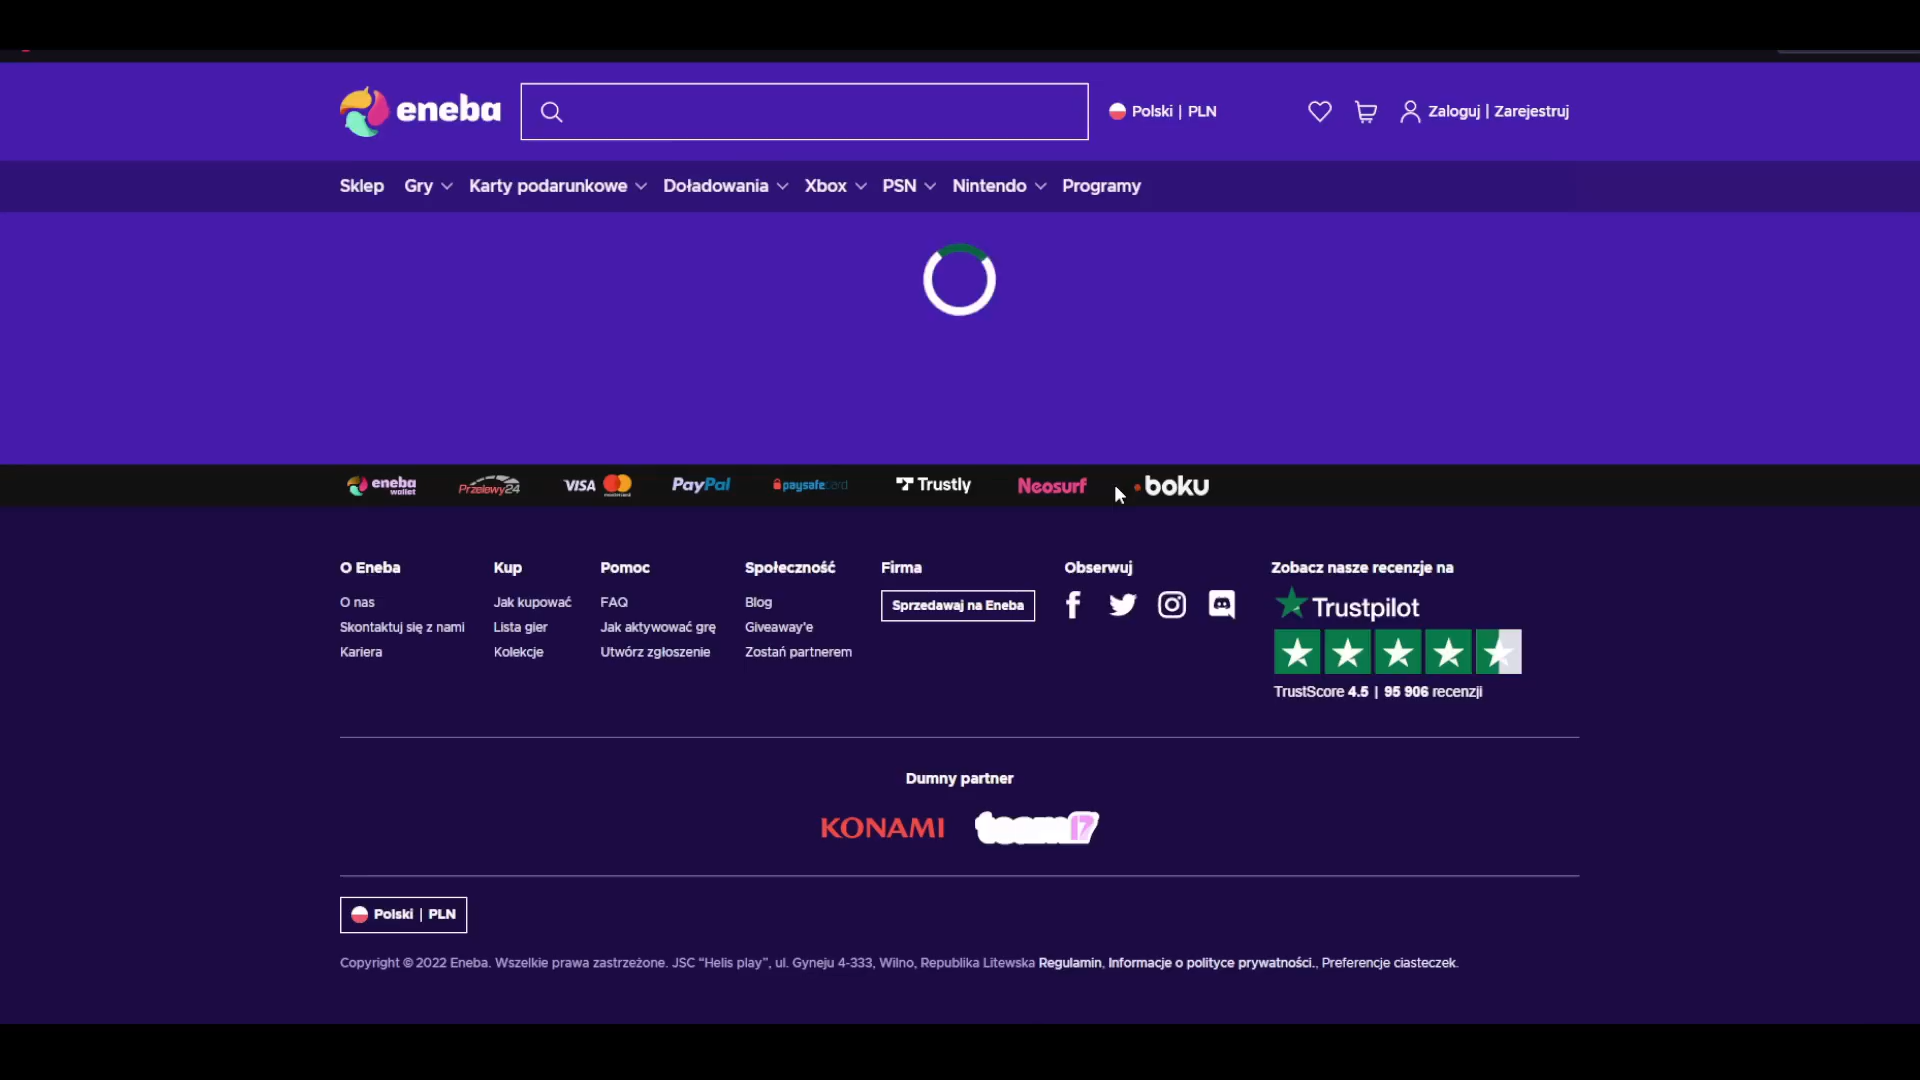 eneba
Polski | PLN
Zaloguj | Zarejestruj
Sklep Gry Karty podarunkowe Doładowania Xbox PSN Nintendo Programy
eneba wallet Przelewy24 VISA mastercard PayPal paysafecard Trustly Neosurf boku
O Eneba
O nas
Skontaktuj się z nami
Kariera
Kup
Jak kupować
Lista gier
Kolekcje
Pomoc
FAQ
Jak aktywować grę
Utwórz zgłoszenie
Społeczność
Blog
Giveaway'e
Zostań partnerem
Firma
Sprzedawaj na Eneba
Obserwuj
Zobacz nasze recenzje na
Trustpilot
TrustScore 4.5 | 95 906 recenzji
Dumny partner
KONAMI team17
Polski | PLN
Copyright © 2022 Eneba. Wszelkie prawa zastrzeżone. JSC “Helis play”, ul. Gyneju 4-333, Wilno, Republika Litewska Regulamin, Informacje o polityce prywatności., Preferencje ciasteczek.